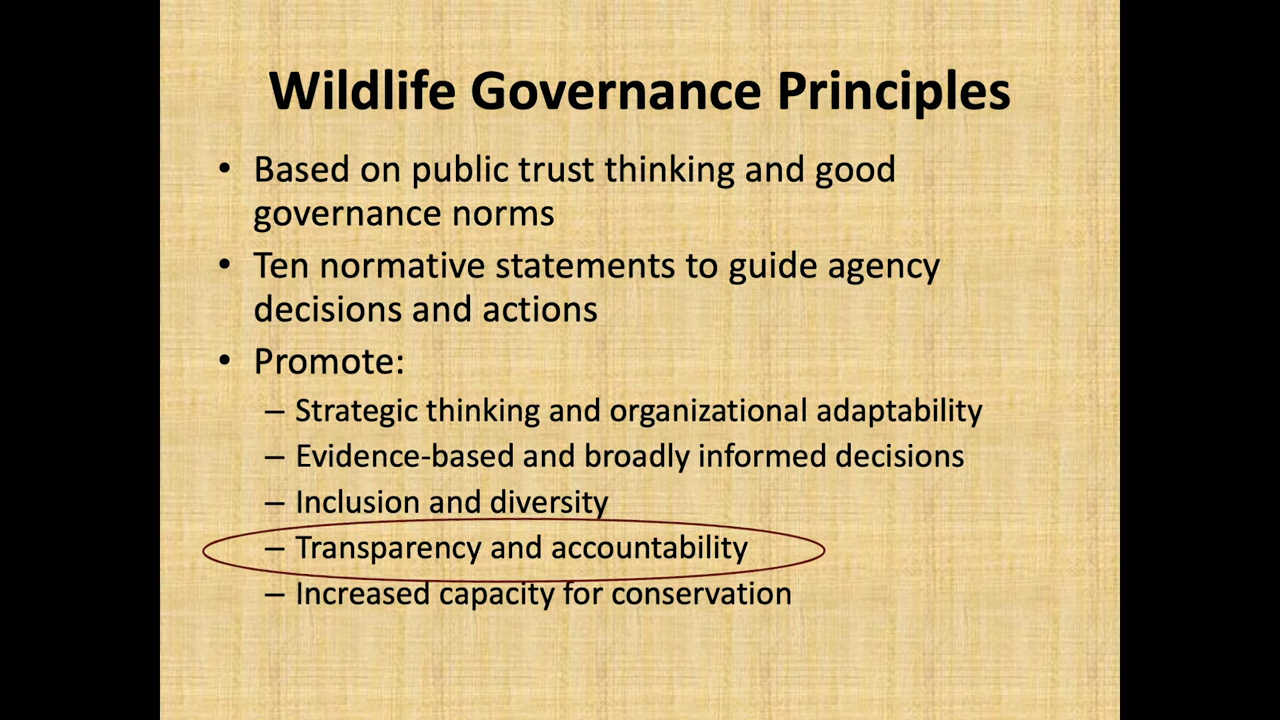 Wildlife Governance Principles
• Based on public trust thinking and good
governance norms
• Ten normative statements to guide agency
decisions and actions
• Promote:
– Strategic thinking and organizational adaptability
– Evidence-based and broadly informed decisions
– Inclusion and diversity
– Transparency and accountability
– Increased capacity for conservation